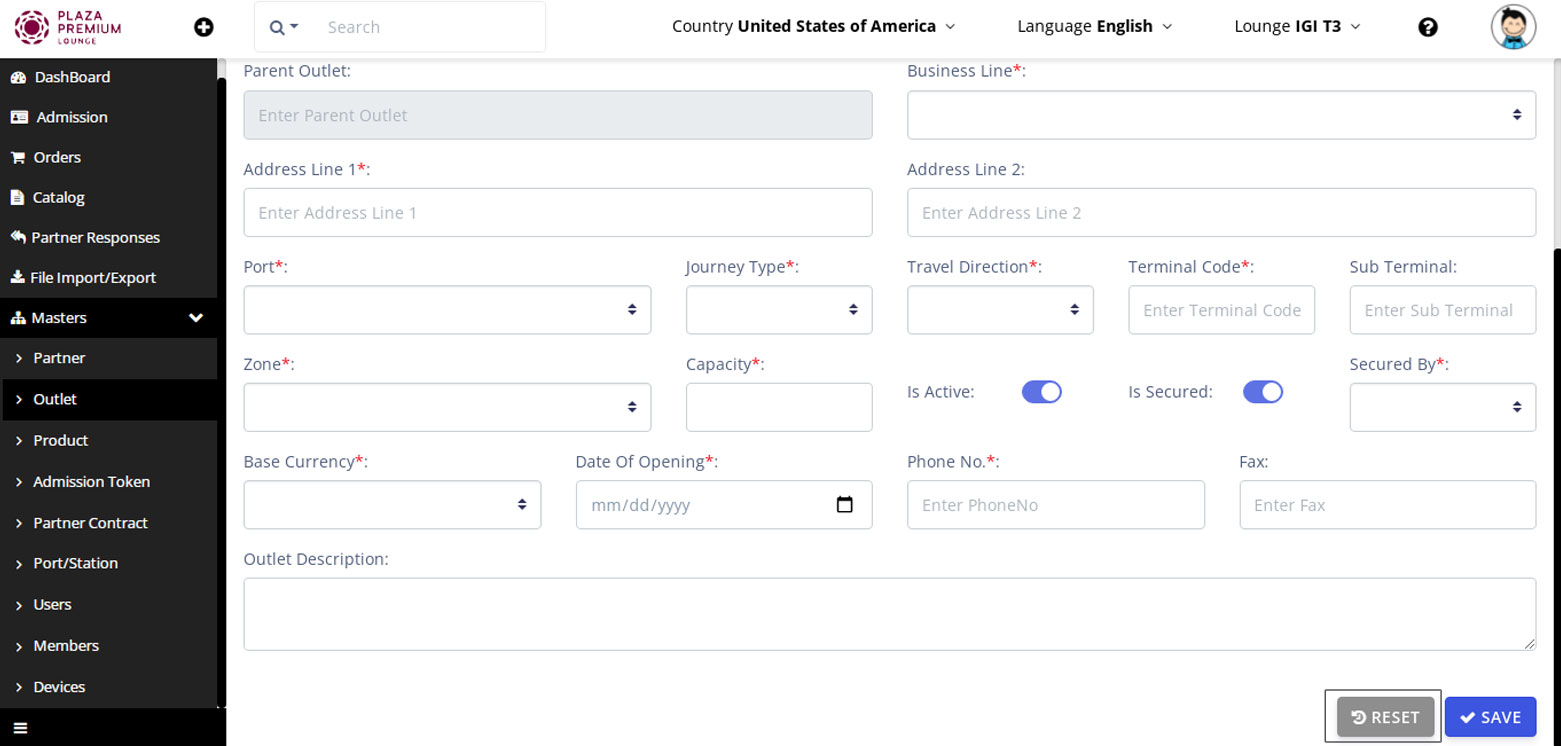 PLAZA
PREMIUM
LOUNGE
Search
Country United States of America
Language English
Lounge IGI T3
DashBoard
Admission
Orders
Catalog
Partner Responses
File Import/Export
Masters
Partner
Outlet
Product
Admission Token
Partner Contract
Port/Station
Users
Members
Devices
Parent Outlet:
Business Line*:
Enter Parent Outlet
Address Line 1*:
Address Line 2:
Enter Address Line 1
Enter Address Line 2
Port*:
Journey Type*:
Travel Direction*:
Terminal Code*:
Sub Terminal:
Enter Terminal Code
Enter Sub Terminal
Zone*:
Capacity*:
Is Active:
Is Secured:
Secured By*:
Base Currency*:
Date Of Opening*:
Phone No.*:
Fax:
mm/dd/yyyy
Enter PhoneNo
Enter Fax
Outlet Description:
RESET
SAVE